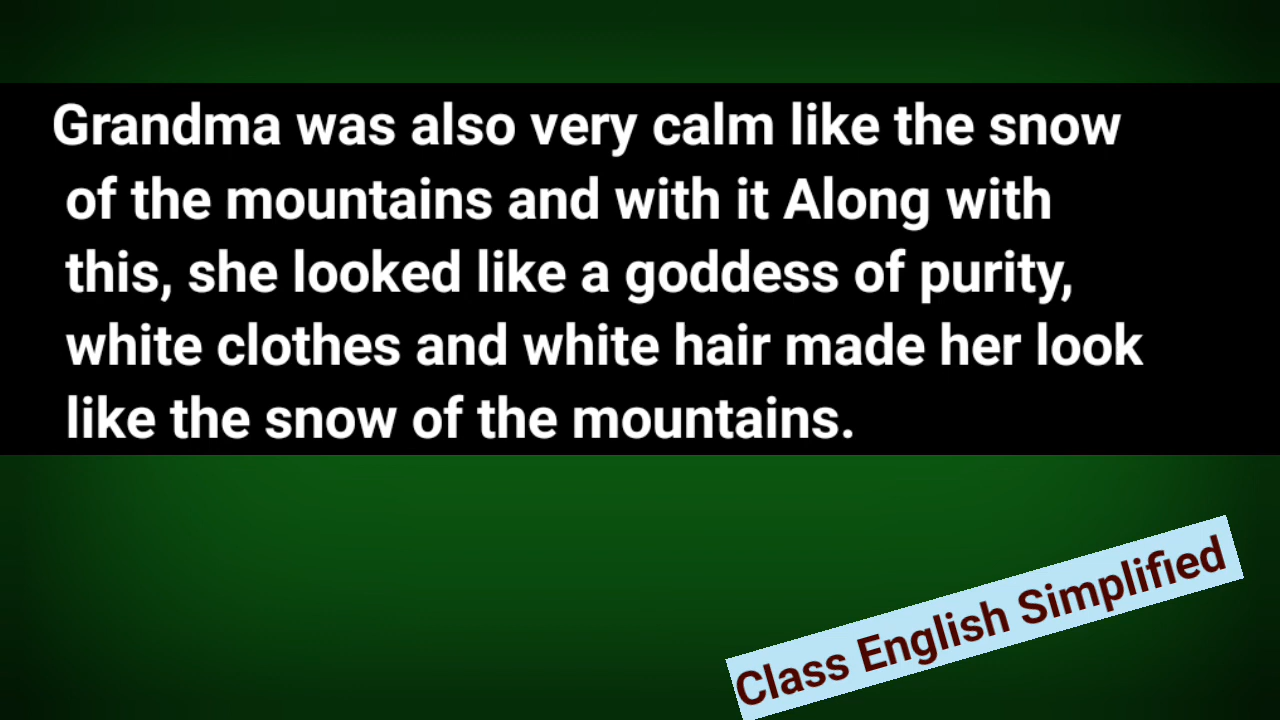 Grandma was also very calm like the snow
of the mountains and with it Along with
this, she looked like a goddess of purity,
white clothes and white hair made her look
like the snow of the mountains.
Class English Simplified